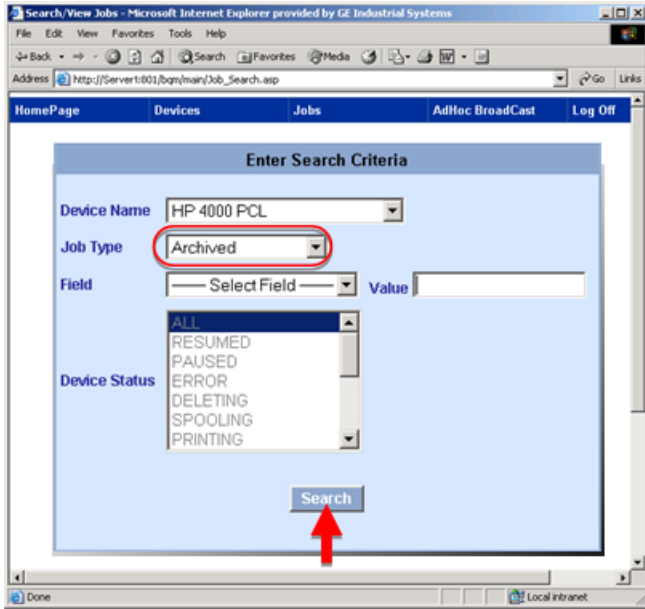 Search/View Jobs - Microsoft Internet Explorer provided by GE Industrial Systems
File Edit View Favorites Tools Help
Back Search Favorites Media
Address http://Server1:801/bqm/main/Job_Search.asp Go Links
HomePage Devices Jobs AdHoc BroadCast Log Off
Enter Search Criteria
Device Name HP 4000 PCL
Job Type Archived
Field —— Select Field —— Value
Device Status
ALL
RESUMED
PAUSED
ERROR
DELETING
SPOOLING
PRINTING
Search
Done Local intranet